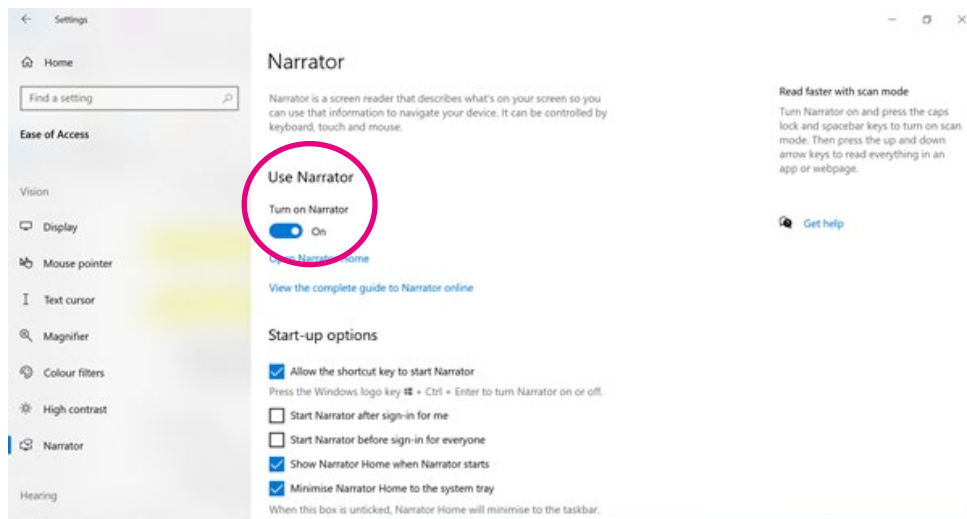 Settings
Home
Find a setting
Ease of Access
Vision
Display
Mouse pointer
Text cursor
Magnifier
Colour filters
High contrast
Narrator
Hearing
Narrator
Narrator is a screen reader that describes what's on your screen so you
can use that information to navigate your device. It can be controlled by
keyboard, touch and mouse.
Use Narrator
Turn on Narrator
On
Open Narrator Home
View the complete guide to Narrator online
Start-up options
Allow the shortcut key to start Narrator
Press the Windows logo key + Ctrl + Enter to turn Narrator on or off.
Start Narrator after sign-in for me
Start Narrator before sign-in for everyone
Show Narrator Home when Narrator starts
Minimise Narrator Home to the system tray
When this box is unticked, Narrator Home will minimise to the taskbar.
Read faster with scan mode
Turn Narrator on and press the caps
lock and spacebar keys to turn on scan
mode. Then press the up and down
arrow keys to read everything in an
app or webpage.
Get help